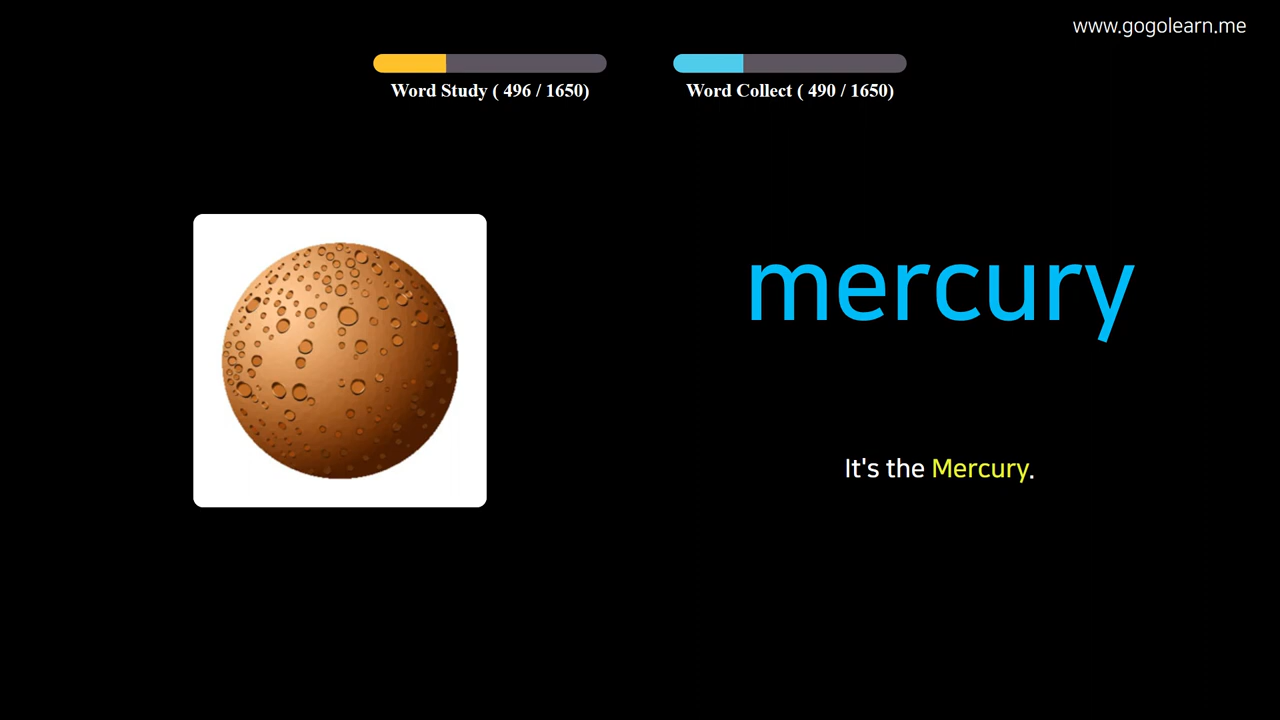 www.gogolearn.me
Word Study ( 496 / 1650)
Word Collect ( 490 / 1650)
mercury
It's the Mercury.